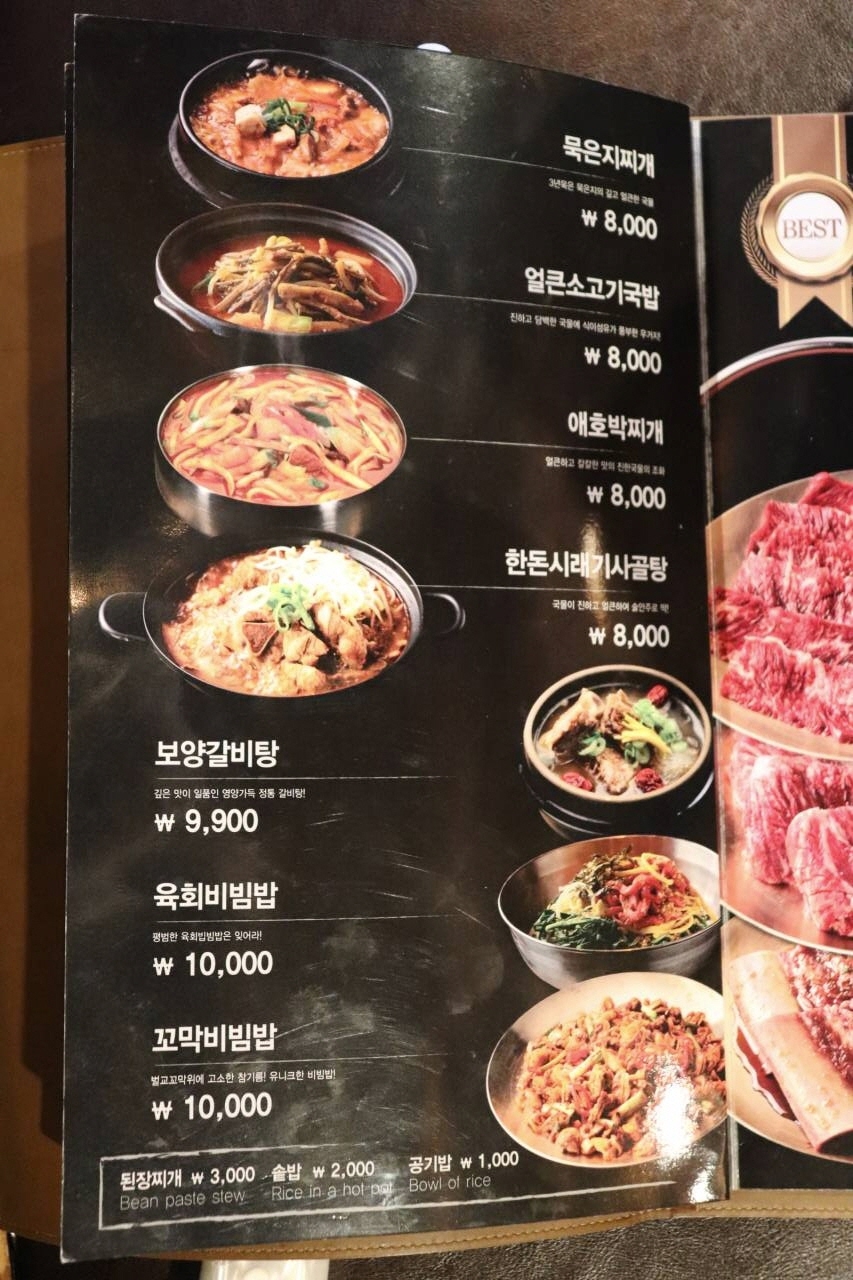 묵은지찌개
3년묵은 묵은지의 깊고 얼큰한 국물
₩ 8,000
얼큰소고기국밥
진하고 담백한 국물에 식이섬유가 풍부한 우거지!
₩ 8,000
애호박찌개
얼큰하고 칼칼한 맛의 진한국물의 조화
₩ 8,000
한돈시래기사골탕
국물이 진하고 얼큰하여 술안주로 딱!
₩ 8,000
보양갈비탕
깊은 맛이 일품인 영양가득 정통 갈비탕!
₩ 9,900
육회비빔밥
평범한 육회빕빔밥은 잊어라!
₩ 10,000
꼬막비빔밥
벌교꼬막위에 고소한 참기름! 유니크한 비빔밥!
₩ 10,000
된장찌개 ₩ 3,000 솥밥 ₩ 2,000 공기밥 ₩ 1,000
Bean paste stew Rice in a hot pot Bowl of rice
BEST